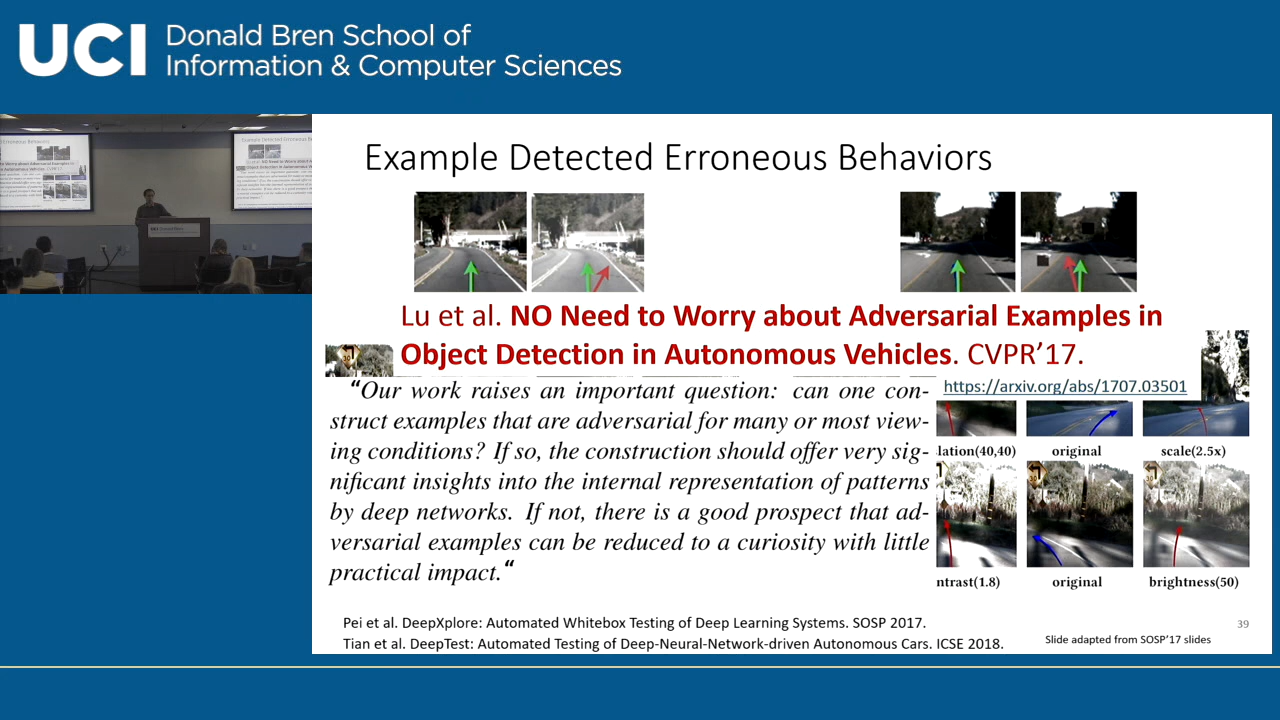 UCI Donald Bren School of
Information & Computer Sciences
Example Detected Erroneous Behaviors
Lu et al. NO Need to Worry about Adversarial Examples in
Object Detection in Autonomous Vehicles. CVPR’17.
https://arxiv.org/abs/1707.03501
“Our work raises an important question: can one con-
struct examples that are adversarial for many or most view-
ing conditions? If so, the construction should offer very sig-
nificant insights into the internal representation of patterns
by deep networks. If not, there is a good prospect that ad-
versarial examples can be reduced to a curiosity with little
practical impact.“
lation(40,40) original scale(2.5x)
ntrast(1.8) original brightness(50)
Pei et al. DeepXplore: Automated Whitebox Testing of Deep Learning Systems. SOSP 2017.
Tian et al. DeepTest: Automated Testing of Deep-Neural-Network-driven Autonomous Cars. ICSE 2018.
Slide adapted from SOSP’17 slides
39